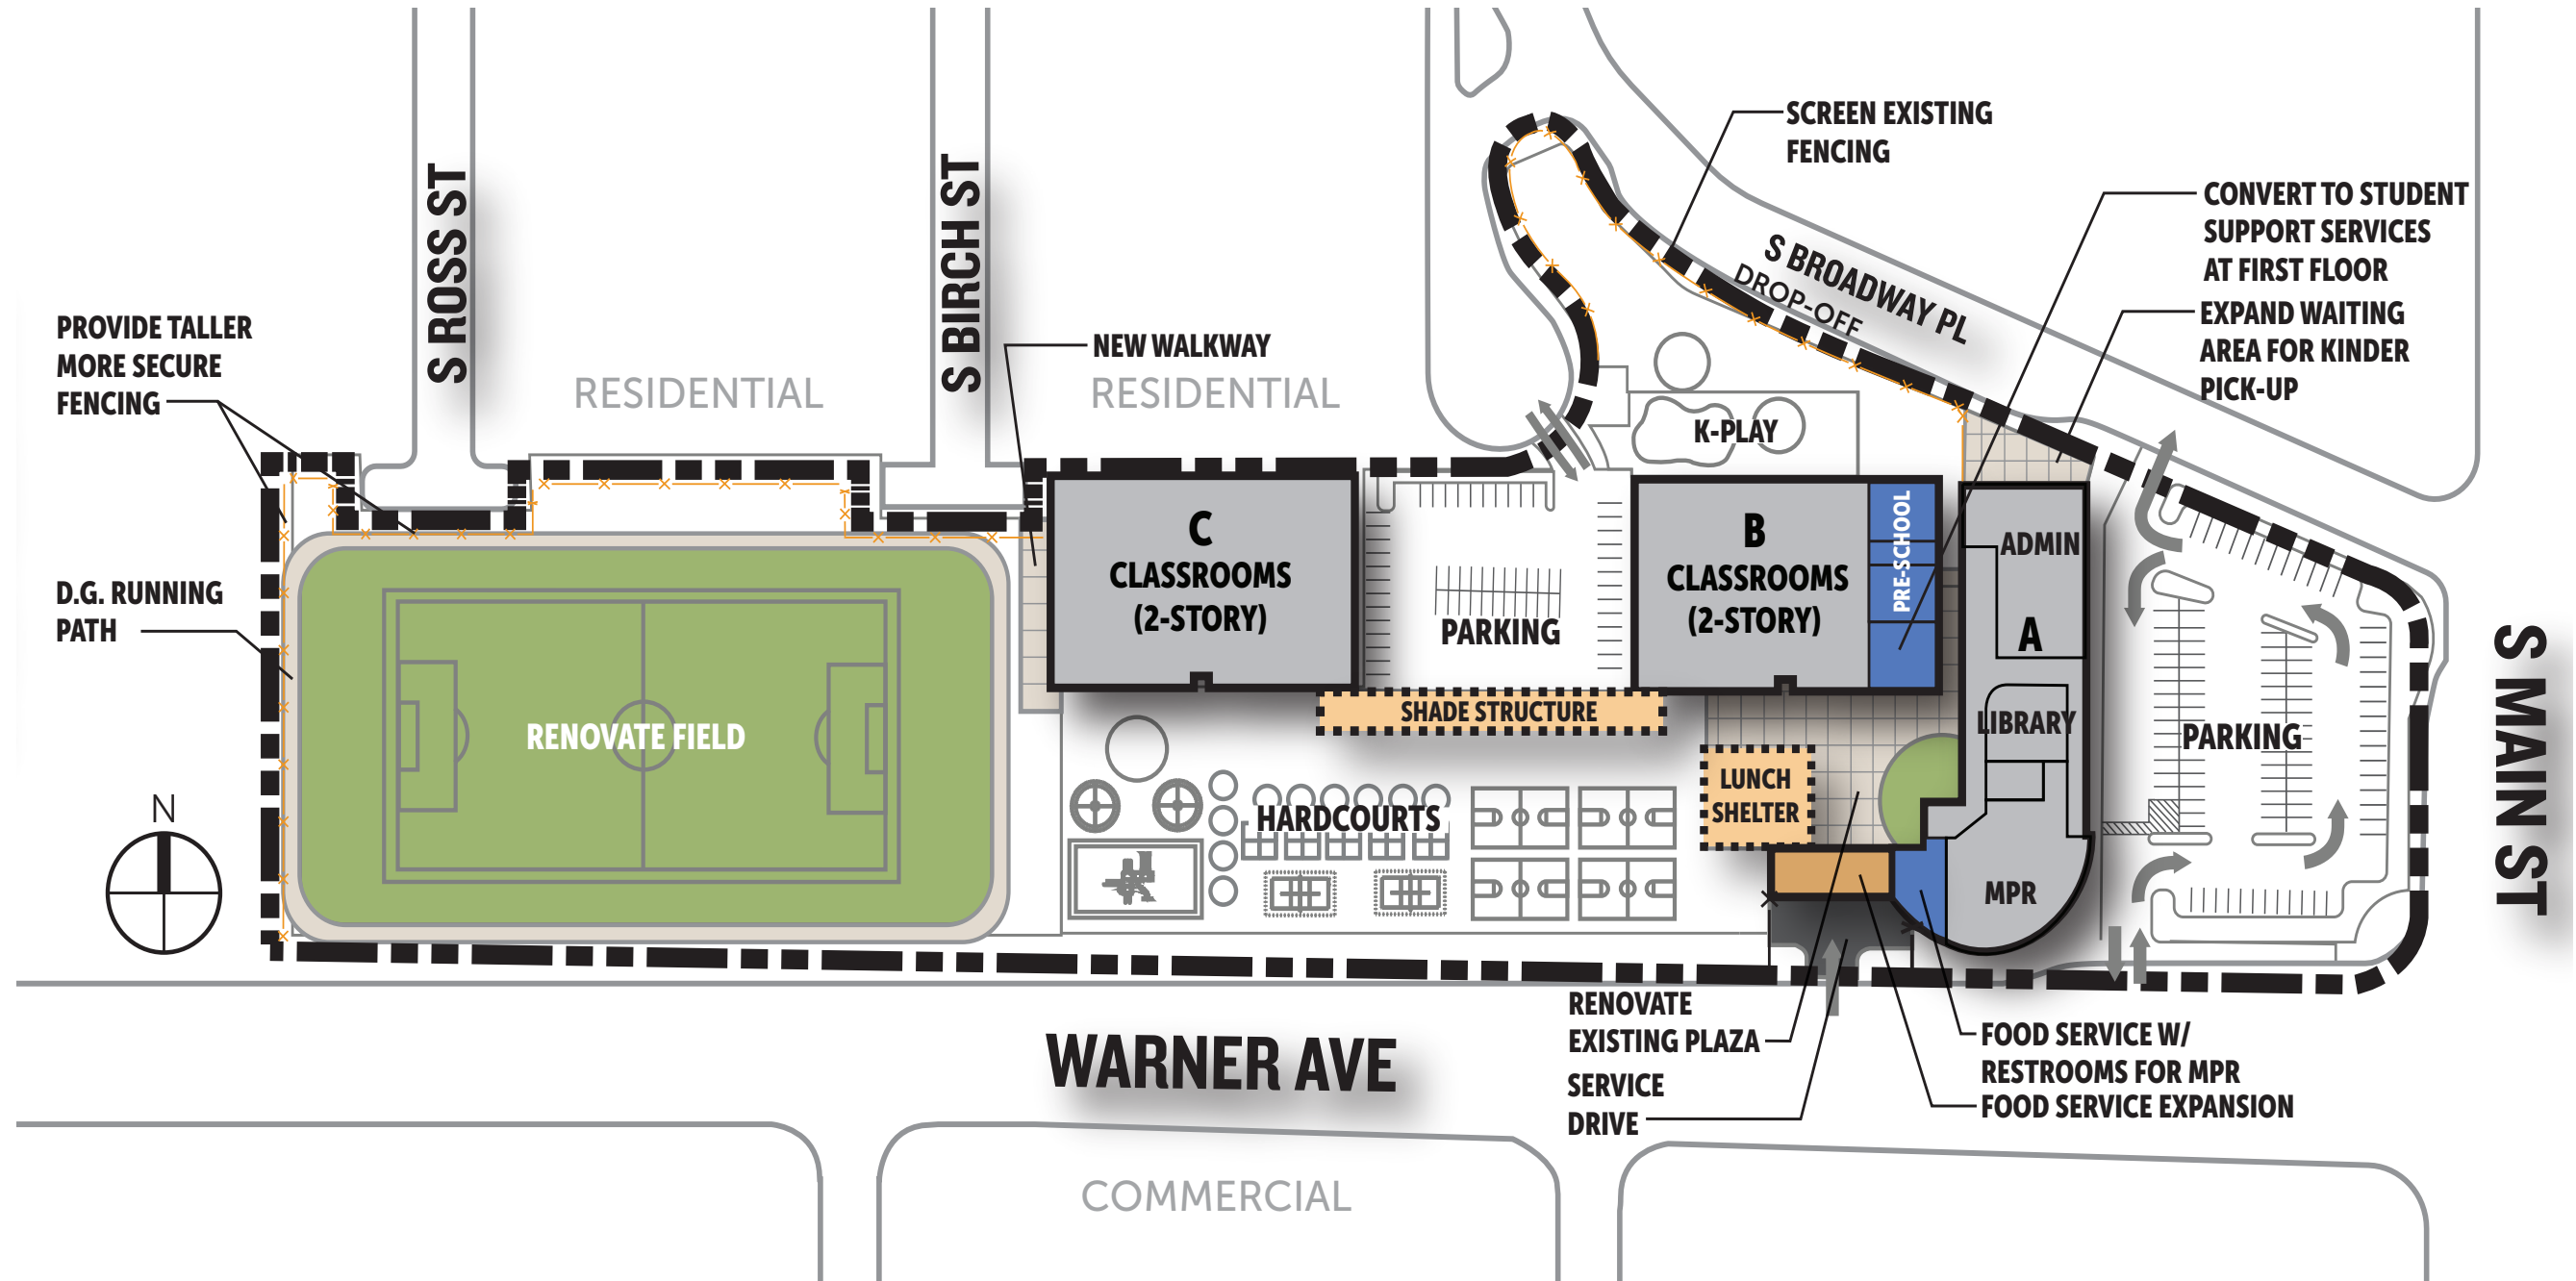 SCREEN EXISTING
FENCING
CONVERT TO STUDENT
SUPPORT SERVICES
AT FIRST FLOOR
EXPAND WAITING
AREA FOR KINDER
PICK-UP
S BROADWAY PL
DROP-OFF
S ROSS ST
S BIRCH ST
PROVIDE TALLER
MORE SECURE
FENCING
NEW WALKWAY
RESIDENTIAL
RESIDENTIAL
K-PLAY
C
CLASSROOMS
(2-STORY)
PARKING
B
CLASSROOMS
(2-STORY)
PRE-SCHOOL
ADMIN
A
LIBRARY
MPR
PARKING
S MAIN ST
D.G. RUNNING
PATH
RENOVATE FIELD
SHADE STRUCTURE
LUNCH
SHELTER
HARDCOURTS
N
RENOVATE
EXISTING PLAZA
SERVICE
DRIVE
FOOD SERVICE W/
RESTROOMS FOR MPR
FOOD SERVICE EXPANSION
WARNER AVE
COMMERCIAL